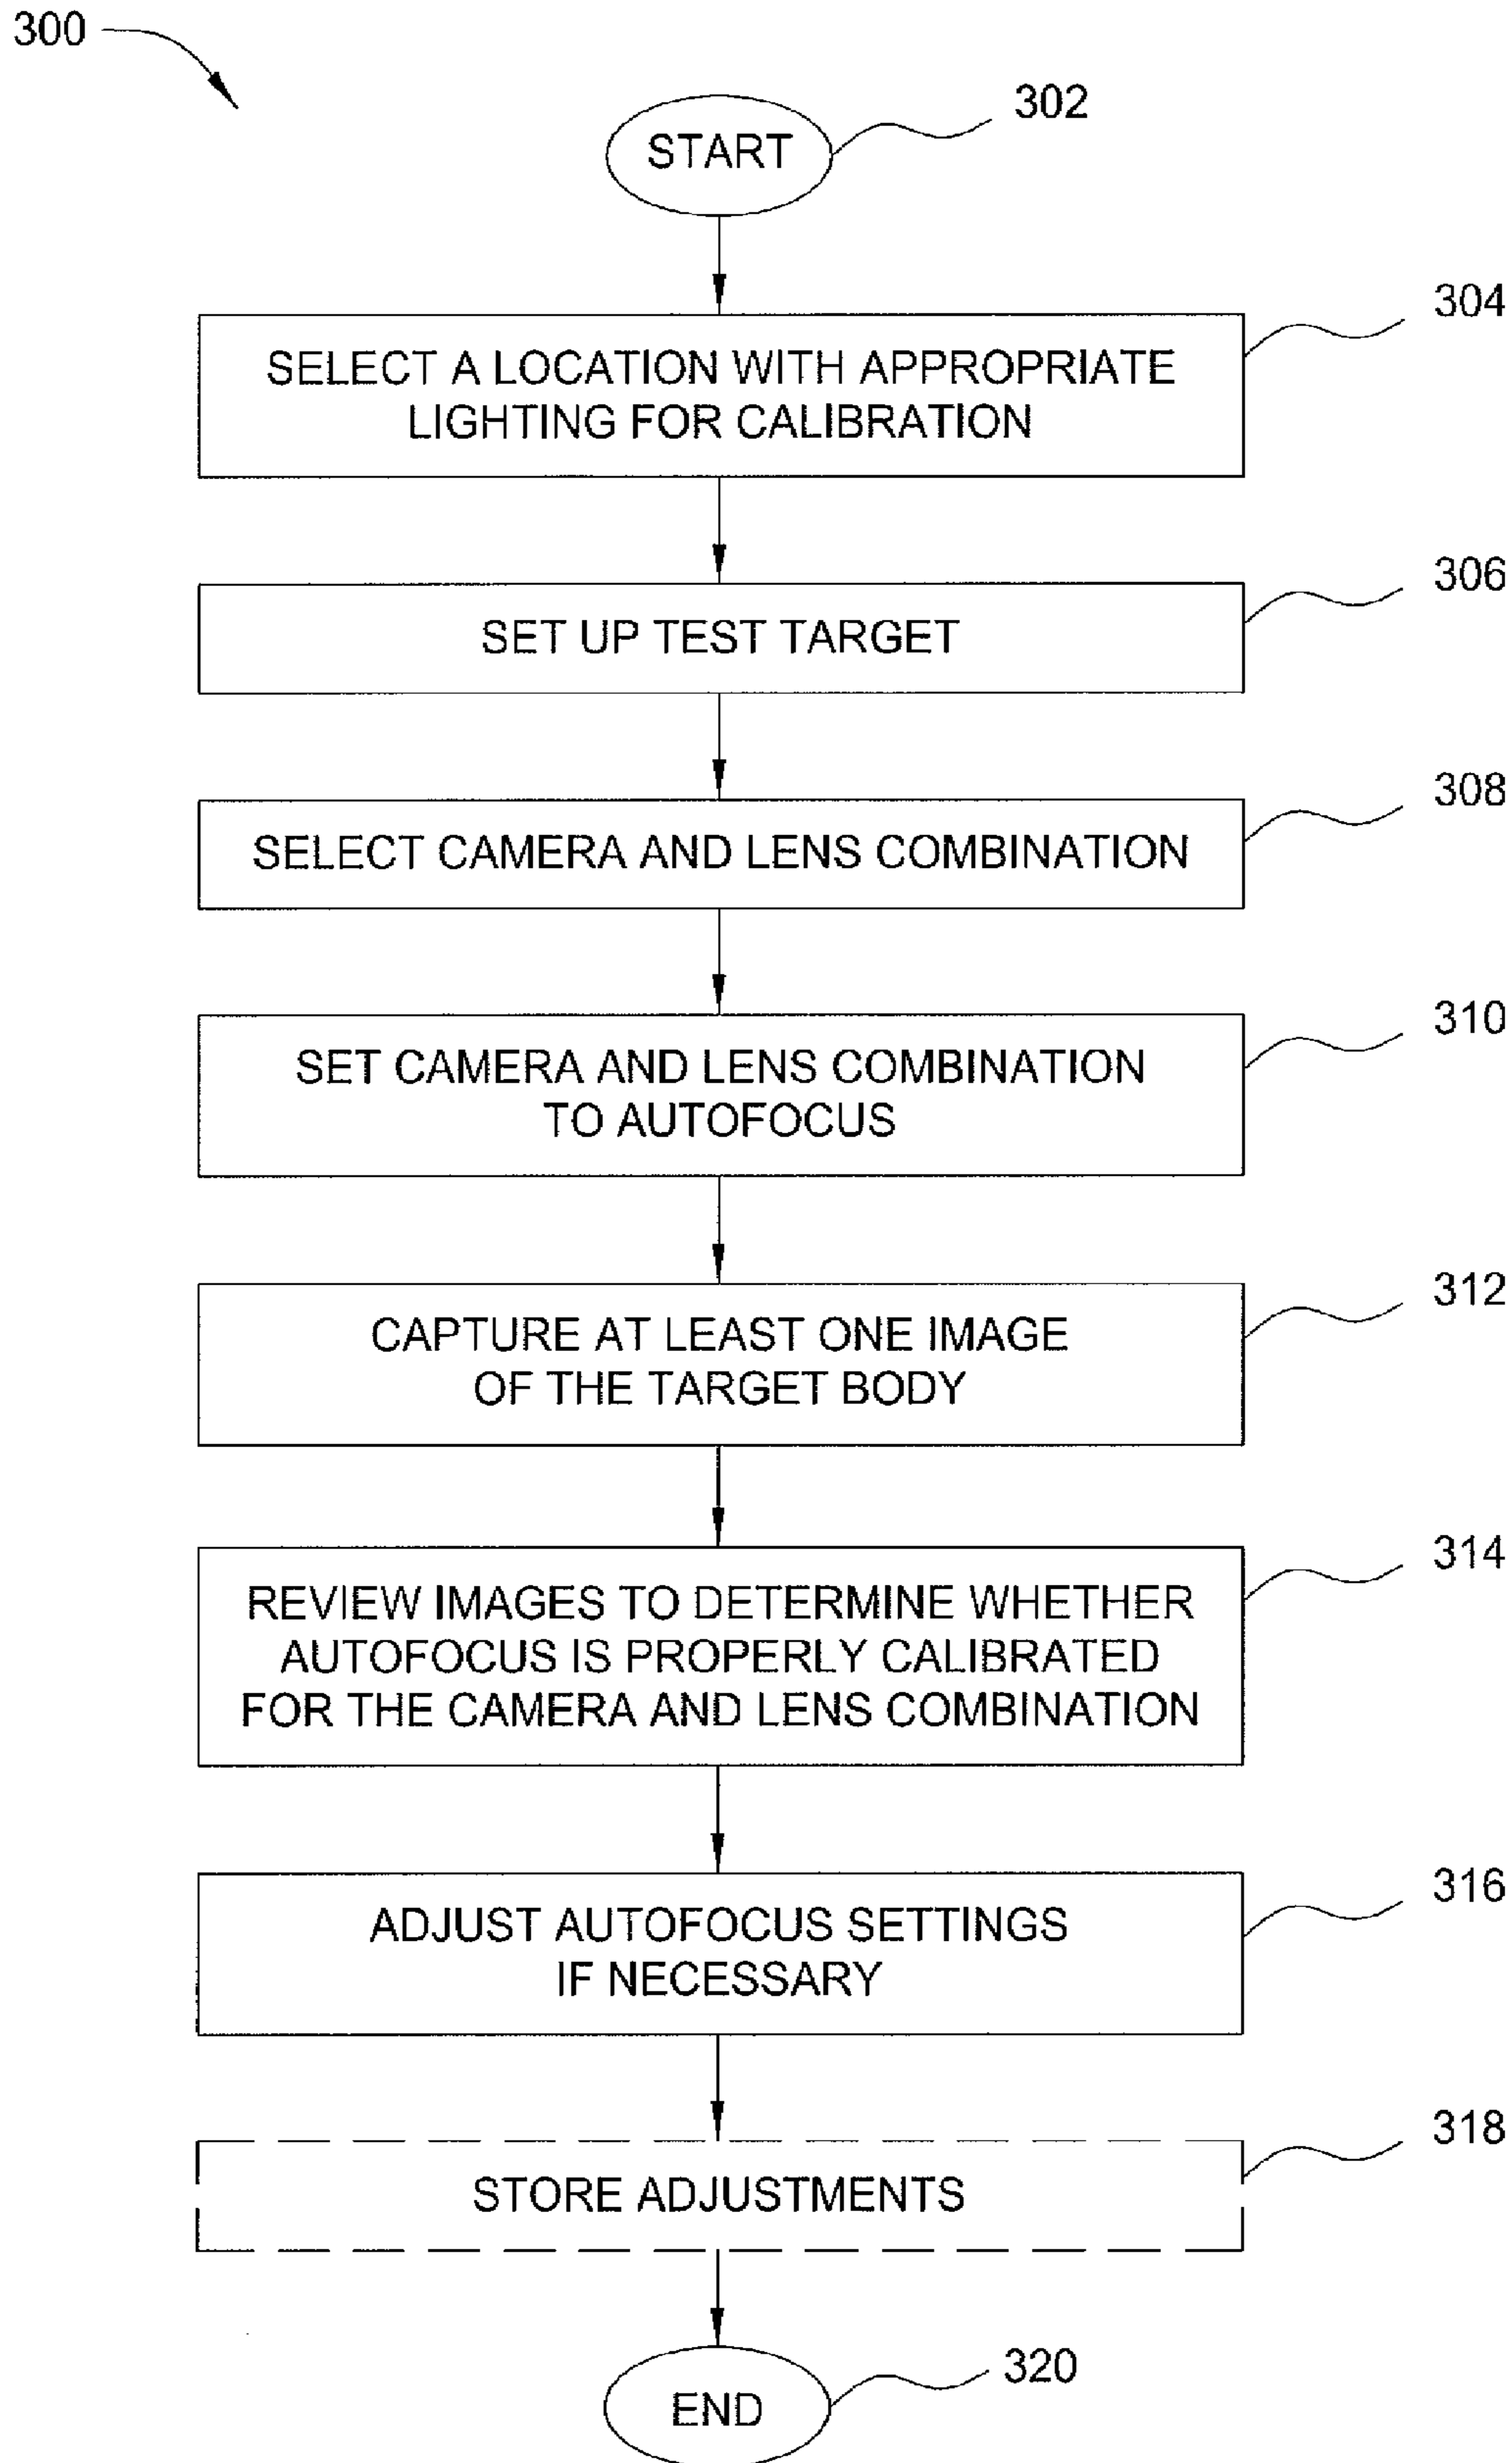 300
START
302
SELECT A LOCATION WITH APPROPRIATE
LIGHTING FOR CALIBRATION
304
SET UP TEST TARGET
306
SELECT CAMERA AND LENS COMBINATION
308
SET CAMERA AND LENS COMBINATION
TO AUTOFOCUS
310
CAPTURE AT LEAST ONE IMAGE
OF THE TARGET BODY
312
REVIEW IMAGES TO DETERMINE WHETHER
AUTOFOCUS IS PROPERLY CALIBRATED
FOR THE CAMERA AND LENS COMBINATION
314
ADJUST AUTOFOCUS SETTINGS
IF NECESSARY
316
STORE ADJUSTMENTS
318
END
320